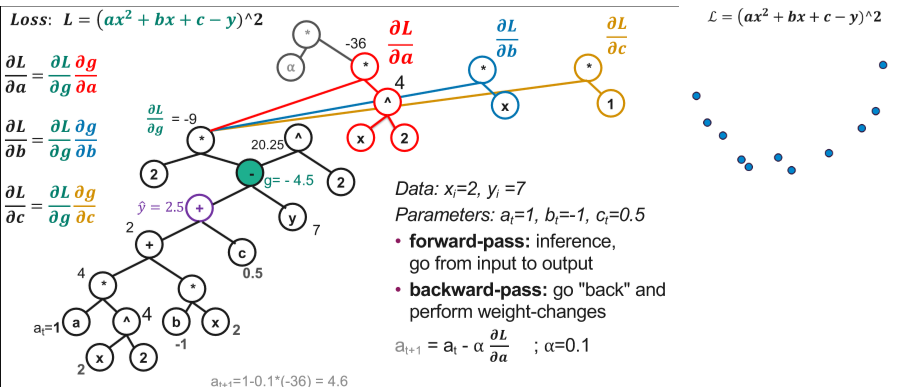 Loss: L = (ax² + bx + c − y)^2
ℒ = (ax² + bx + c − y)^2
*
-36
α
*
∂L/∂a
*
∂L/∂b
*
∂L/∂c
4
^
x
2
x
1
∂L/∂a = ∂L/∂g ∂g/∂a
∂L/∂b = ∂L/∂g ∂g/∂b
∂L/∂c = ∂L/∂g ∂g/∂c
∂L/∂g = -9
*
^
20.25
2
-
g= - 4.5
2
ŷ = 2.5
+
y
7
2
+
c
0.5
4
*
*
aₜ=1
a
^
4
b
-1
x
2
2
x
2
aₜ₊₁=1-0.1*(-36) = 4.6
Data: xᵢ=2, yᵢ =7
Parameters: aₜ=1, bₜ=-1, cₜ=0.5
• forward-pass: inference,
go from input to output
• backward-pass: go "back" and
perform weight-changes
aₜ₊₁ = aₜ - α ∂L/∂a ; α=0.1